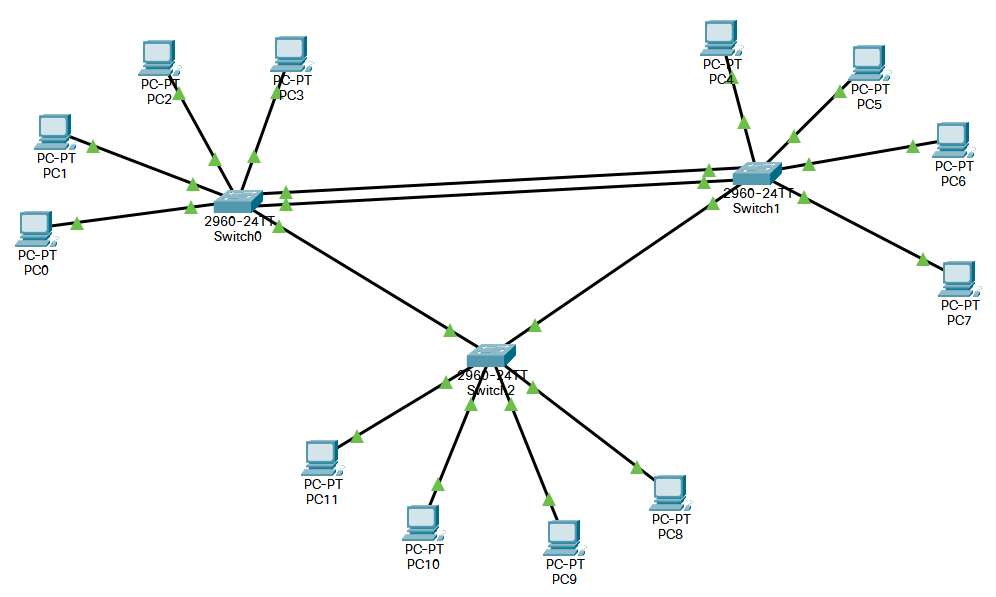 PC-PT
PC2
PC-PT
PC3
PC-PT
PC4
PC-PT
PC5
PC-PT
PC1
PC-PT
PC6
PC-PT
PC0
2960-24TT
Switch0
2960-24TT
Switch1
PC-PT
PC7
2960-24TT
Switch2
PC-PT
PC11
PC-PT
PC10
PC-PT
PC9
PC-PT
PC8